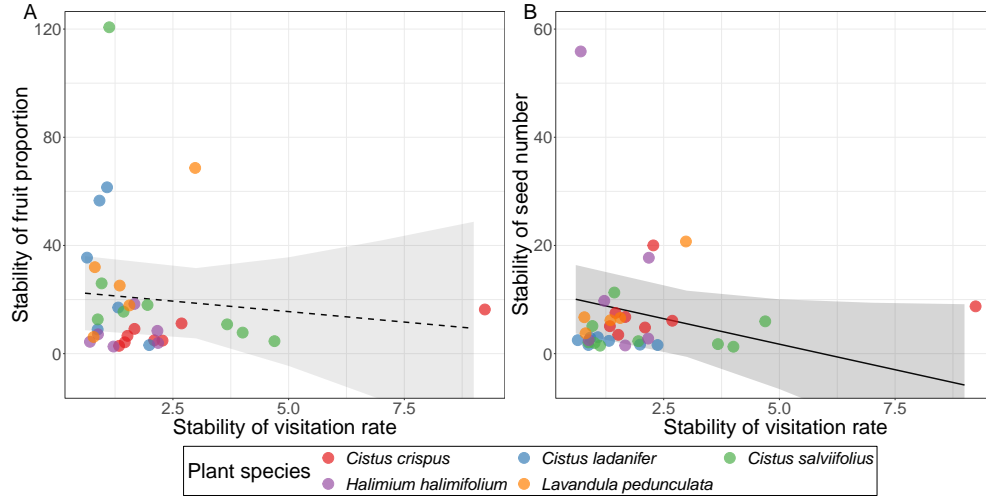 A
B
Stability of fruit proportion
120
80
40
0
2.5 5.0 7.5
Stability of visitation rate
Stability of seed number
60
40
20
0
2.5 5.0 7.5
Stability of visitation rate
Plant species
Cistus crispus Cistus ladanifer Cistus salviifolius
Halimium halimifolium Lavandula pedunculata